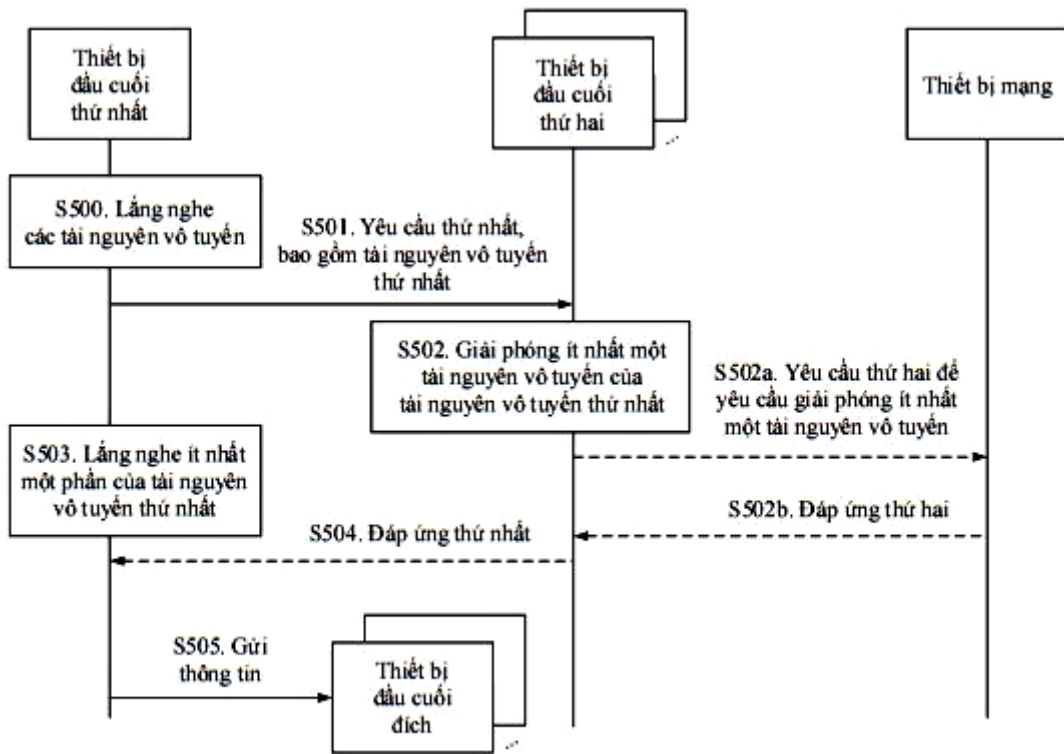 Thiết bị
đầu cuối
thứ nhất
Thiết bị
đầu cuối
thứ hai
Thiết bị mạng
S500. Lắng nghe
các tài nguyên vô tuyến
S501. Yêu cầu thứ nhất,
bao gồm tài nguyên vô tuyến
thứ nhất
S502. Giải phóng ít nhất một
tài nguyên vô tuyến của
tài nguyên vô tuyến thứ nhất
S502a. Yêu cầu thứ hai để
yêu cầu giải phóng ít nhất
một tài nguyên vô tuyến
S503. Lắng nghe ít nhất
một phần của tài nguyên
vô tuyến thứ nhất
S502b. Đáp ứng thứ hai
S504. Đáp ứng thứ nhất
S505. Gửi
thông tin
Thiết bị
đầu cuối
đích